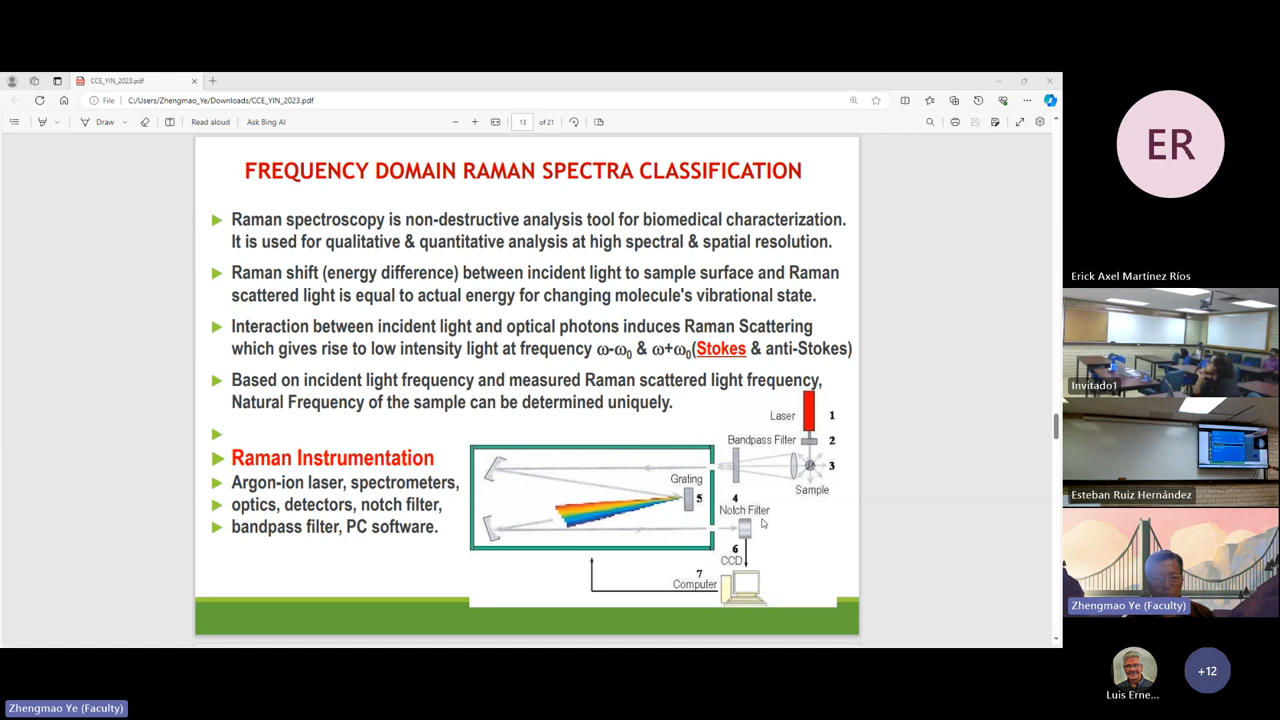 CCE_YIN_2023.pdf
File
C:/Users/Zhengmao_Ye/Downloads/CCE_YIN_2023.pdf
Draw
Read aloud
Ask Bing AI
13
of 21
FREQUENCY DOMAIN RAMAN SPECTRA CLASSIFICATION
Raman spectroscopy is non-destructive analysis tool for biomedical characterization.
It is used for qualitative & quantitative analysis at high spectral & spatial resolution.
Raman shift (energy difference) between incident light to sample surface and Raman
scattered light is equal to actual energy for changing molecule's vibrational state.
Interaction between incident light and optical photons induces Raman Scattering
which gives rise to low intensity light at frequency ω-ω₀ & ω+ω₀(Stokes & anti-Stokes)
Based on incident light frequency and measured Raman scattered light frequency,
Natural Frequency of the sample can be determined uniquely.
Raman Instrumentation
Argon-ion laser, spectrometers,
optics, detectors, notch filter,
bandpass filter, PC software.
Laser 1
Bandpass Filter 2
3
Sample
Grating
5
4
Notch Filter
6
CCD
7
Computer
ER
Erick Axel Martínez Ríos
Invitado1
Esteban Ruiz Hernández
Zhengmao Ye (Faculty)
Luis Erne...
+12
Zhengmao Ye (Faculty)